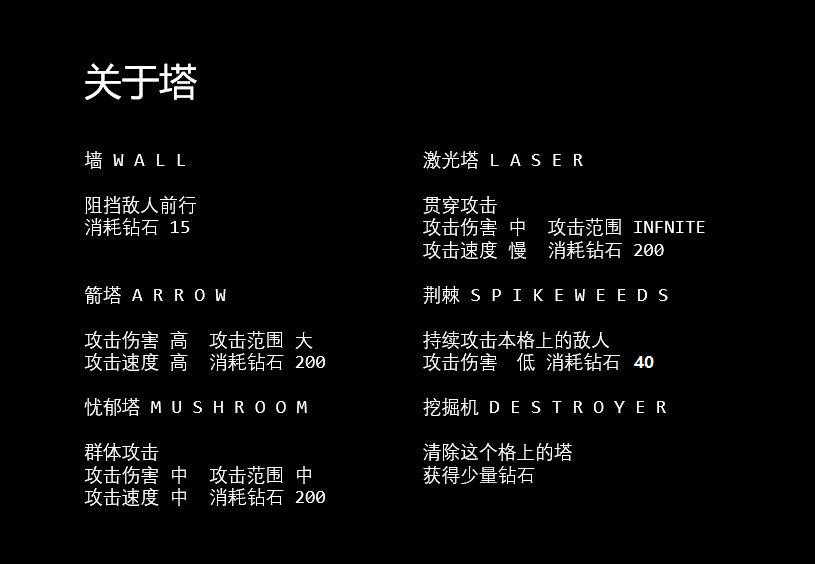 关于塔
墙 W A L L
阻挡敌人前行
消耗钻石 15
箭塔 A R R O W
攻击伤害 高 攻击范围 大
攻击速度 高 消耗钻石 200
忧郁塔 M U S H R O O M
群体攻击
攻击伤害 中 攻击范围 中
攻击速度 中 消耗钻石 200
激光塔 L A S E R
贯穿攻击
攻击伤害 中 攻击范围 INFNITE
攻击速度 慢 消耗钻石 200
荆棘 S P I K E W E E D S
持续攻击本格上的敌人
攻击伤害 低 消耗钻石 40
挖掘机 D E S T R O Y E R
清除这个格上的塔
获得少量钻石